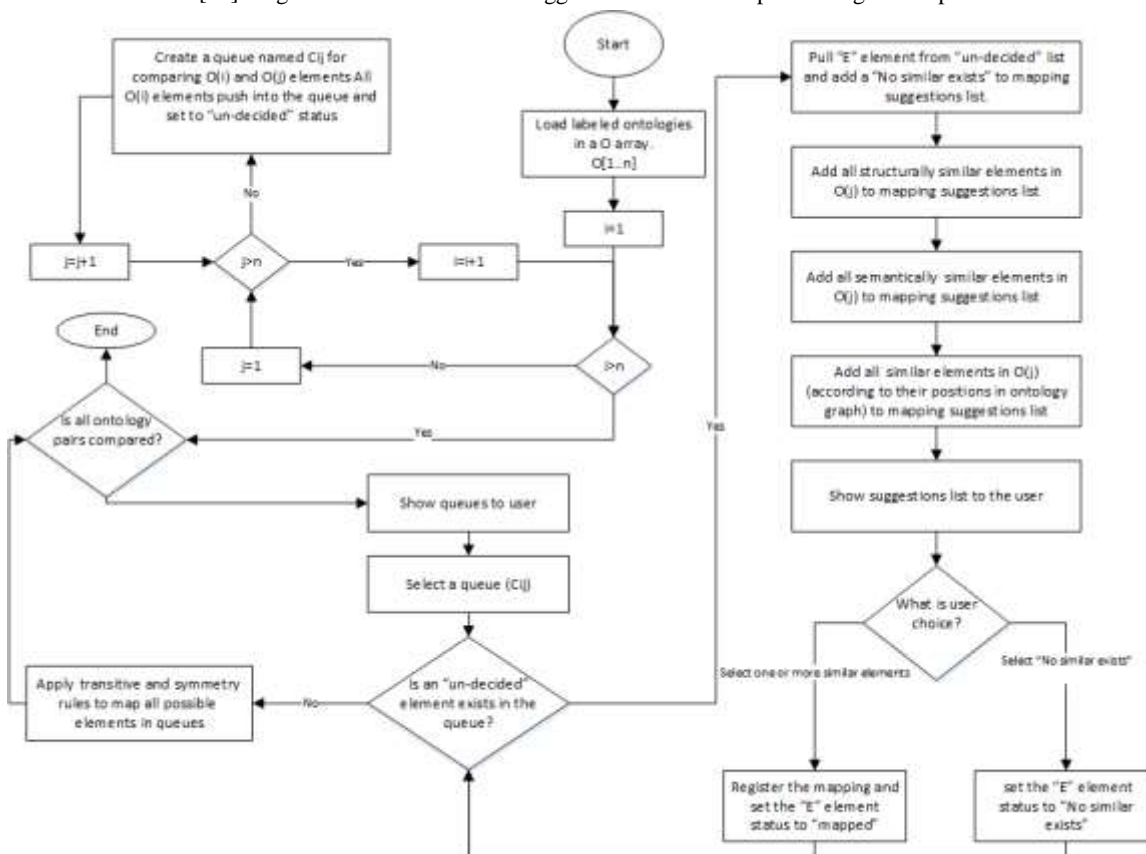 Start
Load labeled ontologies
in a O array.
O[1..n]
i=1
i>n
No
Yes
j=1
j>n
No
Yes
i=i+1
Create a queue named Cij for
comparing O(i) and O(j) elements All
O(i) elements push into the queue and
set to "un-decided" status
j=j+1
End
Is all ontology
pairs compared?
Show queues to user
Select a queue (Cij)
Is an "un-decided"
element exists in the
queue?
No
Yes
Apply transitive and symmetry
rules to map all possible
elements in queues
Pull "E" element from "un-decided" list
and add a "No similar exists" to mapping
suggestions list.
Add all structurally similar elements in
O(j) to mapping suggestions list
Add all semantically similar elements in
O(j) to mapping suggestions list
Add all similar elements in O(j)
(according to their positions in ontology
graph) to mapping suggestions list
Show suggestions list to the user
What is user
choice?
Select one or more similar elements
Select "No similar exists"
Register the mapping and
set the "E" element
status to "mapped"
set the "E" element
status to "No similar
exists"